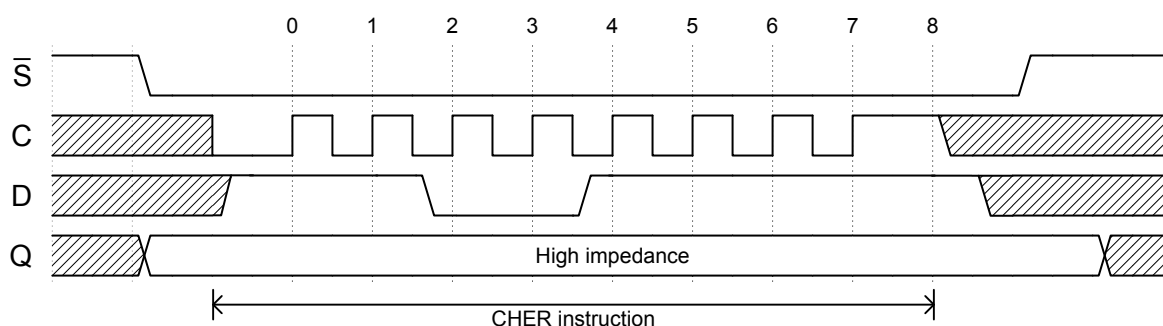 0 1 2 3 4 5 6 7 8
S̅
C
D
Q High impedance
CHER instruction